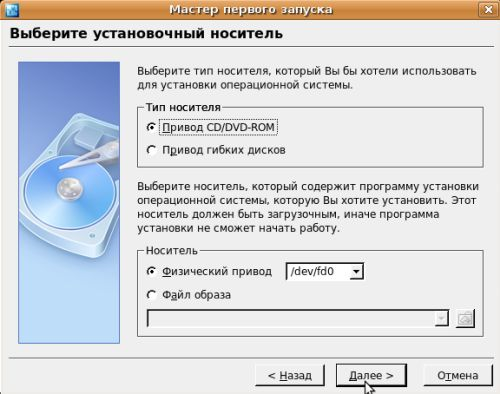 Мастер первого запуска
Выберите установочный носитель
Выберите тип носителя, который Вы бы хотели использовать
для установки операционной системы.
Тип носителя
Привод CD/DVD-ROM
Привод гибких дисков
Выберите носитель, который содержит программу установки
операционной системы, которую Вы хотите установить. Этот
носитель должен быть загрузочным, иначе программа
установки не сможет начать работу.
Носитель
Физический привод /dev/fd0
Файл образа
< Назад Далее > Отмена